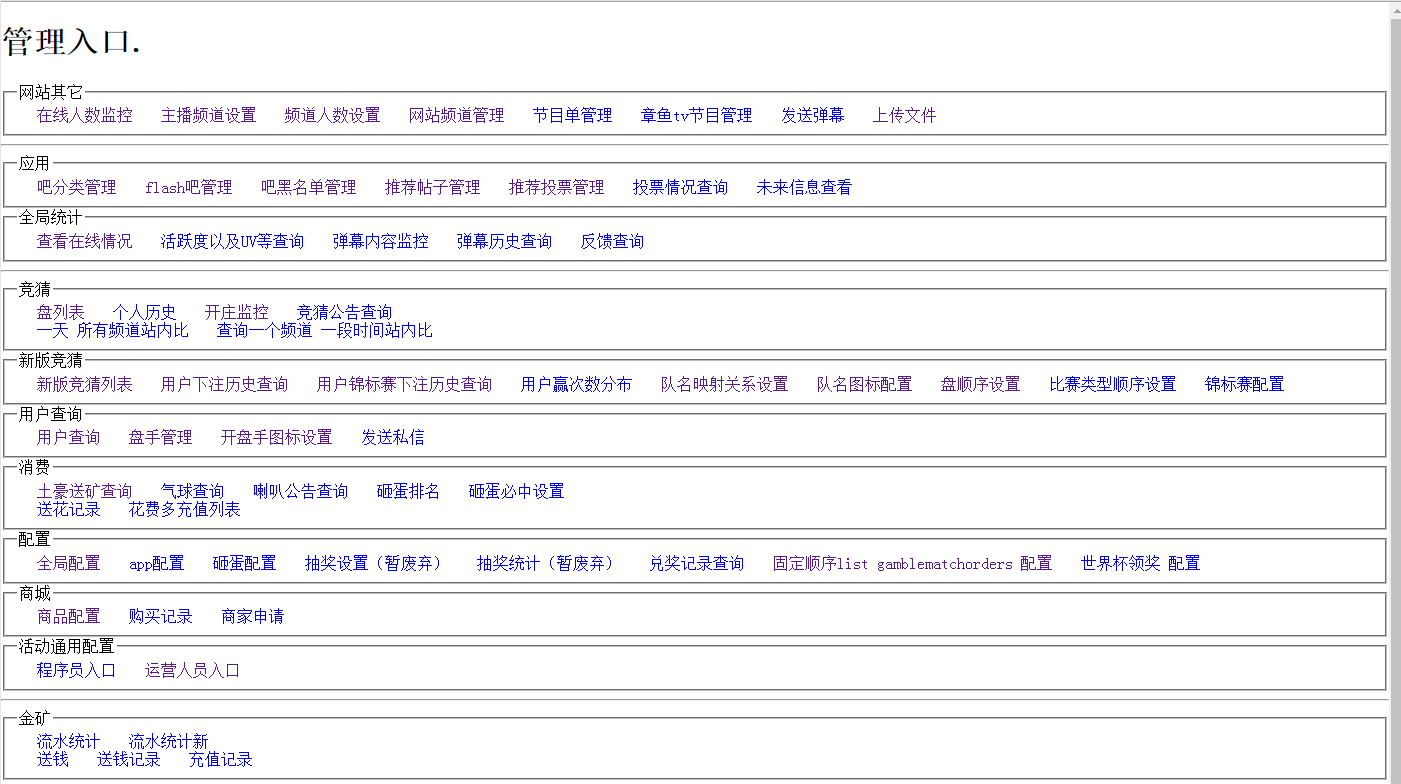 管理入口.
网站其它
在线人数监控 主播频道设置 频道人数设置 网站频道管理 节目单管理 章鱼tv节目管理 发送弹幕 上传文件
应用
吧分类管理 flash吧管理 吧黑名单管理 推荐帖子管理 推荐投票管理 投票情况查询 未来信息查看
全局统计
查看在线情况 活跃度以及UV等查询 弹幕内容监控 弹幕历史查询 反馈查询
竞猜
盘列表 个人历史 开庄监控 竞猜公告查询
一天 所有频道站内比 查询一个频道 一段时间站内比
新版竞猜
新版竞猜列表 用户下注历史查询 用户锦标赛下注历史查询 用户赢次数分布 队名映射关系设置 队名图标配置 盘顺序设置 比赛类型顺序设置 锦标赛配置
用户查询
用户查询 盘手管理 开盘手图标设置 发送私信
消费
土豪送矿查询 气球查询 喇叭公告查询 砸蛋排名 砸蛋必中设置
送花记录 花费多充值列表
配置
全局配置 app配置 砸蛋配置 抽奖设置（暂废弃） 抽奖统计（暂废弃） 兑奖记录查询 固定顺序list gamblematchorders 配置 世界杯领奖 配置
商城
商品配置 购买记录 商家申请
活动通用配置
程序员入口 运营人员入口
金矿
流水统计 流水统计新
送钱 送钱记录 充值记录